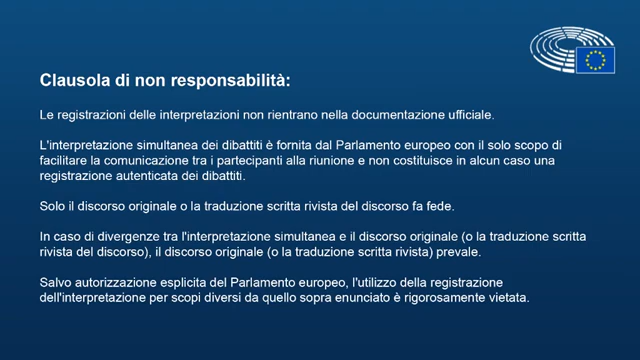 Clausola di non responsabilità:
Le registrazioni delle interpretazioni non rientrano nella documentazione ufficiale.
L'interpretazione simultanea dei dibattiti è fornita dal Parlamento europeo con il solo scopo di
facilitare la comunicazione tra i partecipanti alla riunione e non costituisce in alcun caso una
registrazione autenticata dei dibattiti.
Solo il discorso originale o la traduzione scritta rivista del discorso fa fede.
In caso di divergenze tra l'interpretazione simultanea e il discorso originale (o la traduzione scritta
rivista del discorso), il discorso originale (o la traduzione scritta rivista) prevale.
Salvo autorizzazione esplicita del Parlamento europeo, l'utilizzo della registrazione
dell'interpretazione per scopi diversi da quello sopra enunciato è rigorosamente vietata.